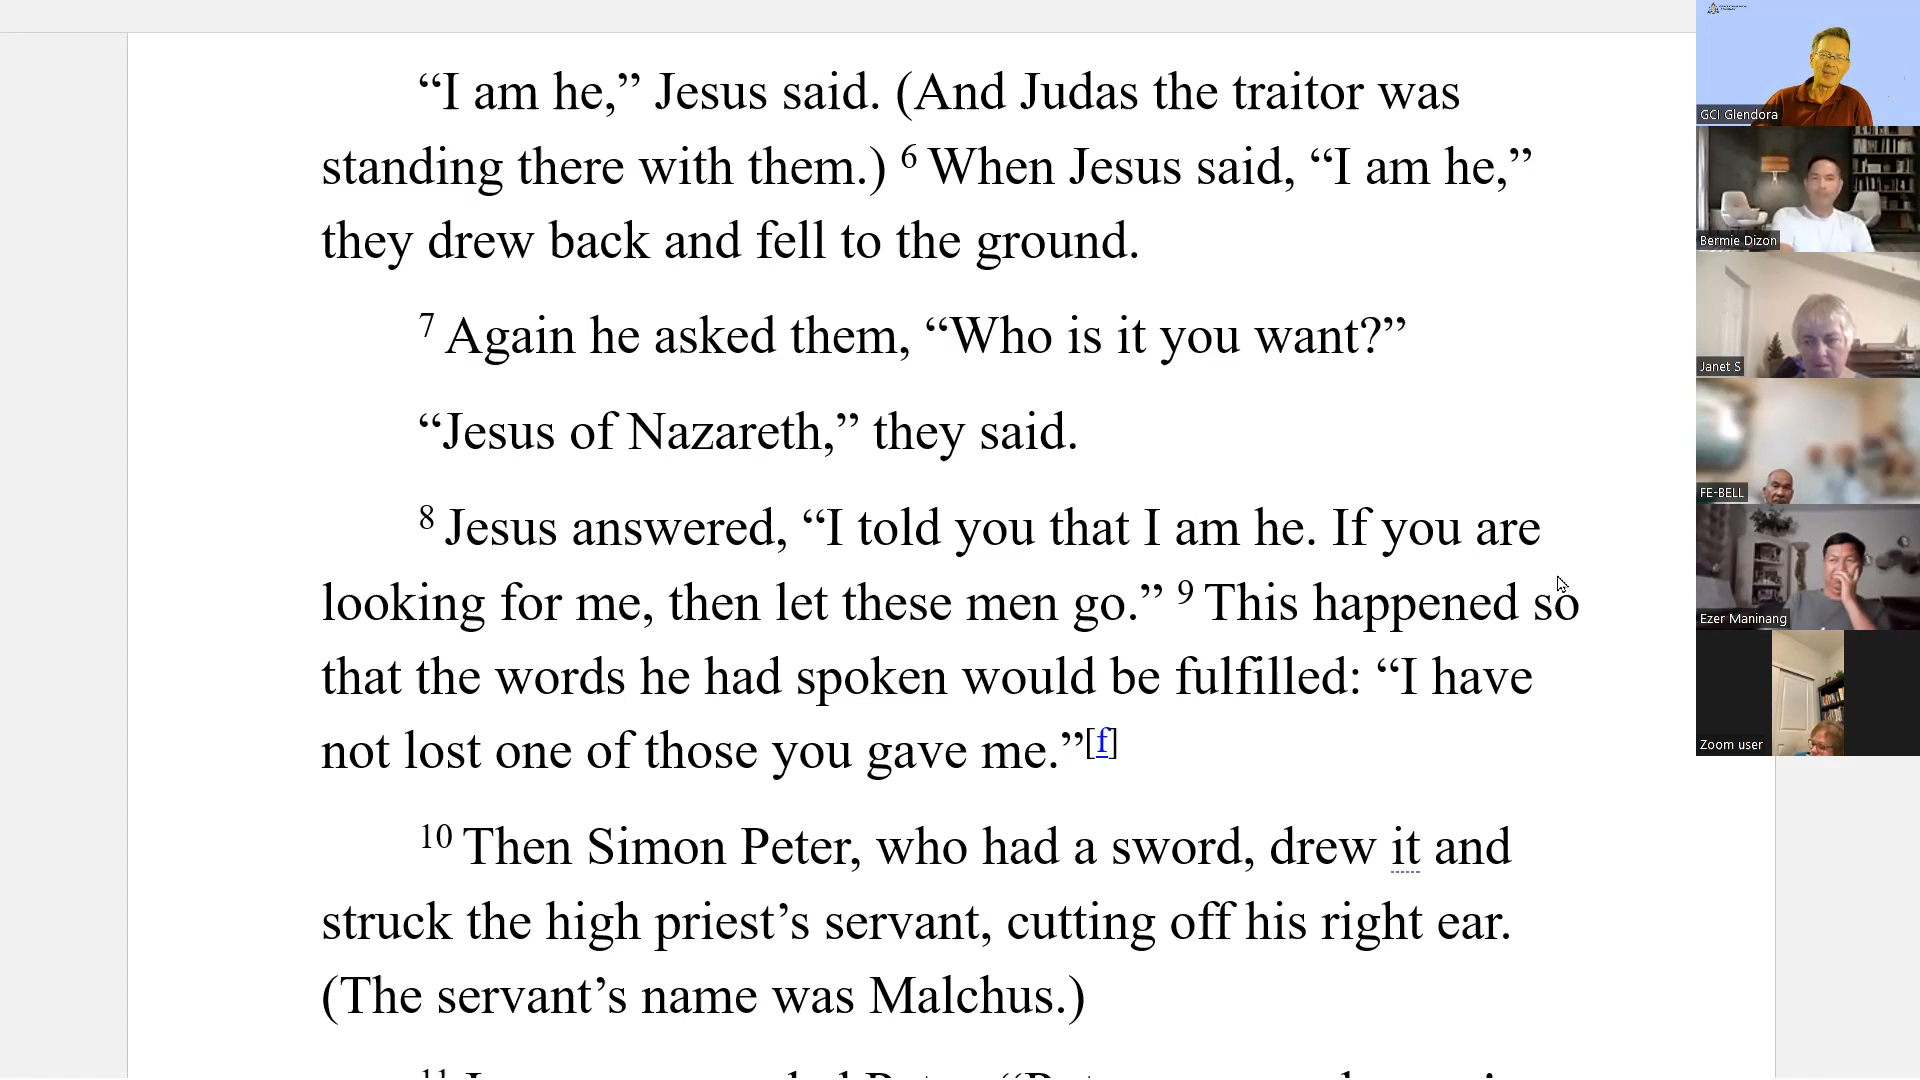 “I am he,” Jesus said. (And Judas the traitor was
standing there with them.) 6 When Jesus said, “I am he,”
they drew back and fell to the ground.
7 Again he asked them, “Who is it you want?”
“Jesus of Nazareth,” they said.
8 Jesus answered, “I told you that I am he. If you are
looking for me, then let these men go.” 9 This happened so
that the words he had spoken would be fulfilled: “I have
not lost one of those you gave me.”[f]
10 Then Simon Peter, who had a sword, drew it and
struck the high priest’s servant, cutting off his right ear.
(The servant’s name was Malchus.)
GCI Glendora
Bermie Dizon
Janet S
FE-BELL
Ezer Maninang
Zoom user